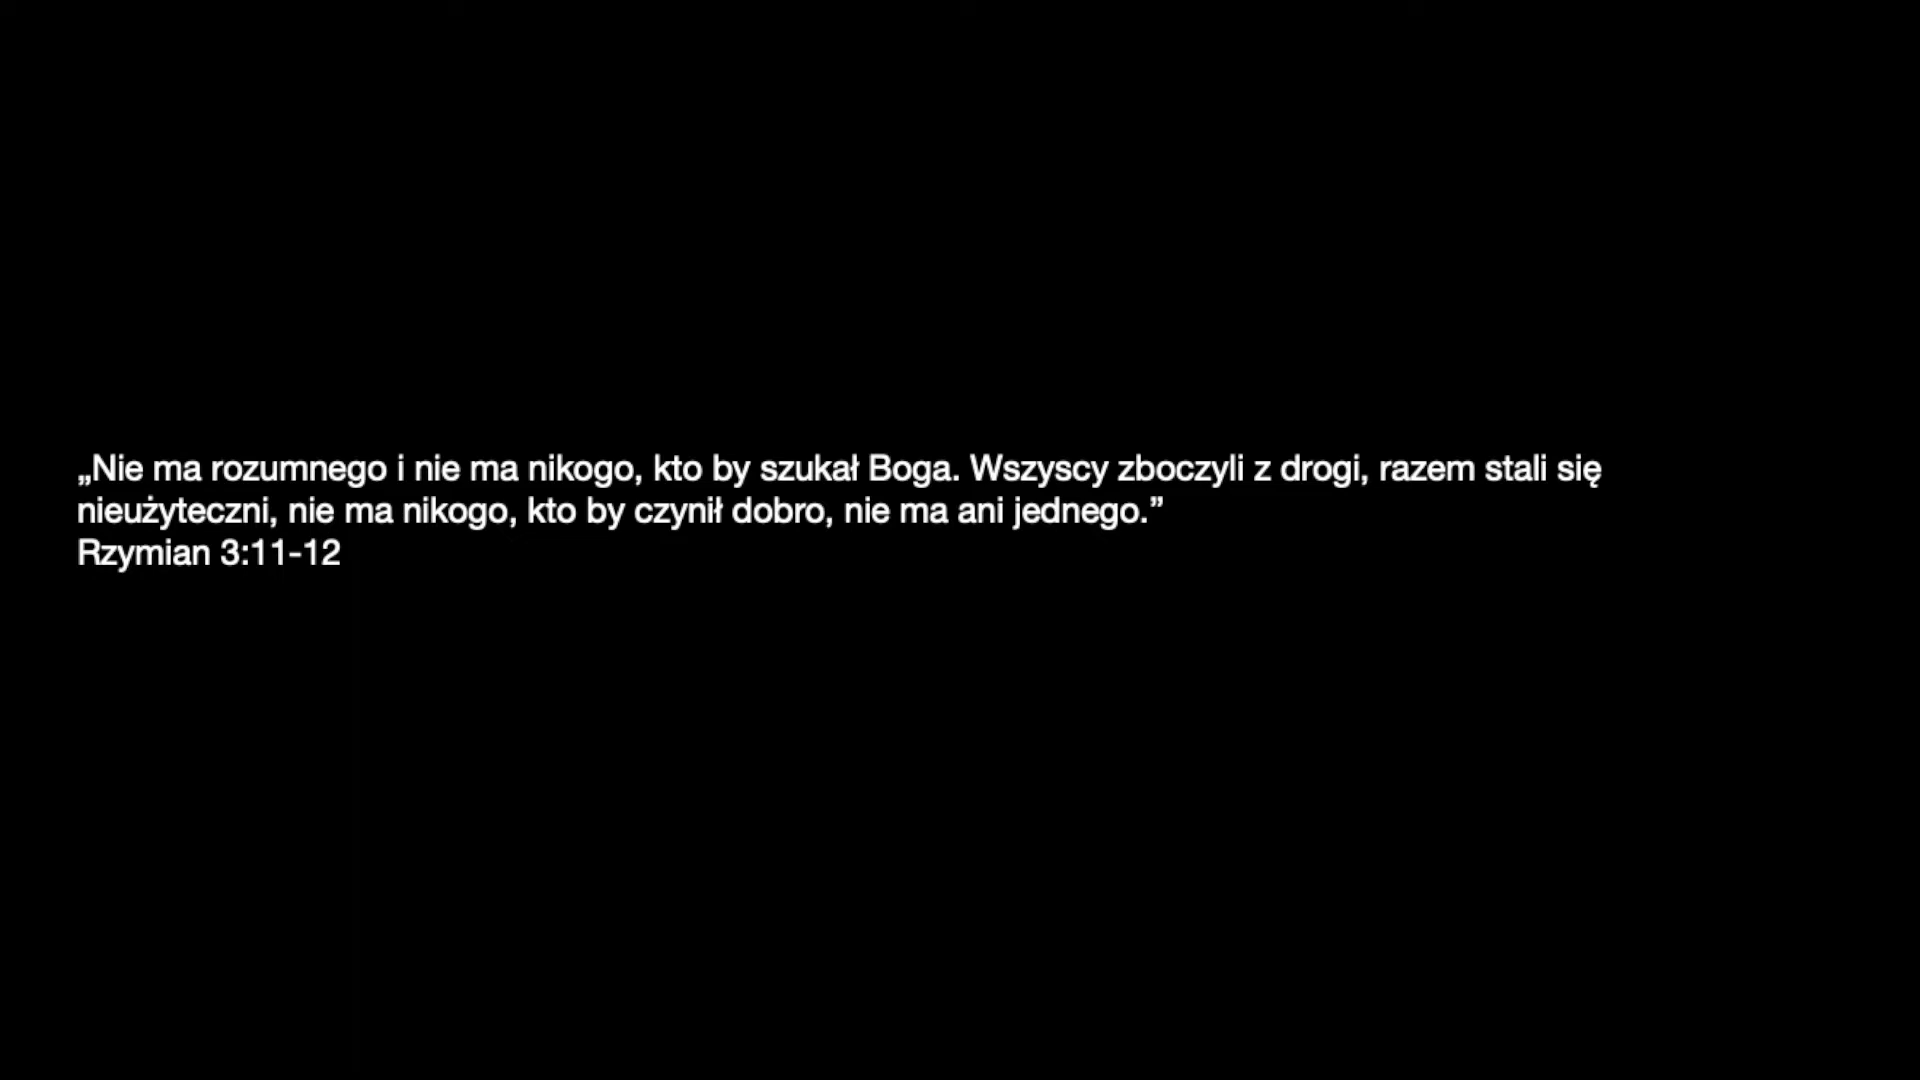 „Nie ma rozumnego i nie ma nikogo, kto by szukał Boga. Wszyscy zboczyli z drogi, razem stali się
nieużyteczni, nie ma nikogo, kto by czynił dobro, nie ma ani jednego.”
Rzymian 3:11-12